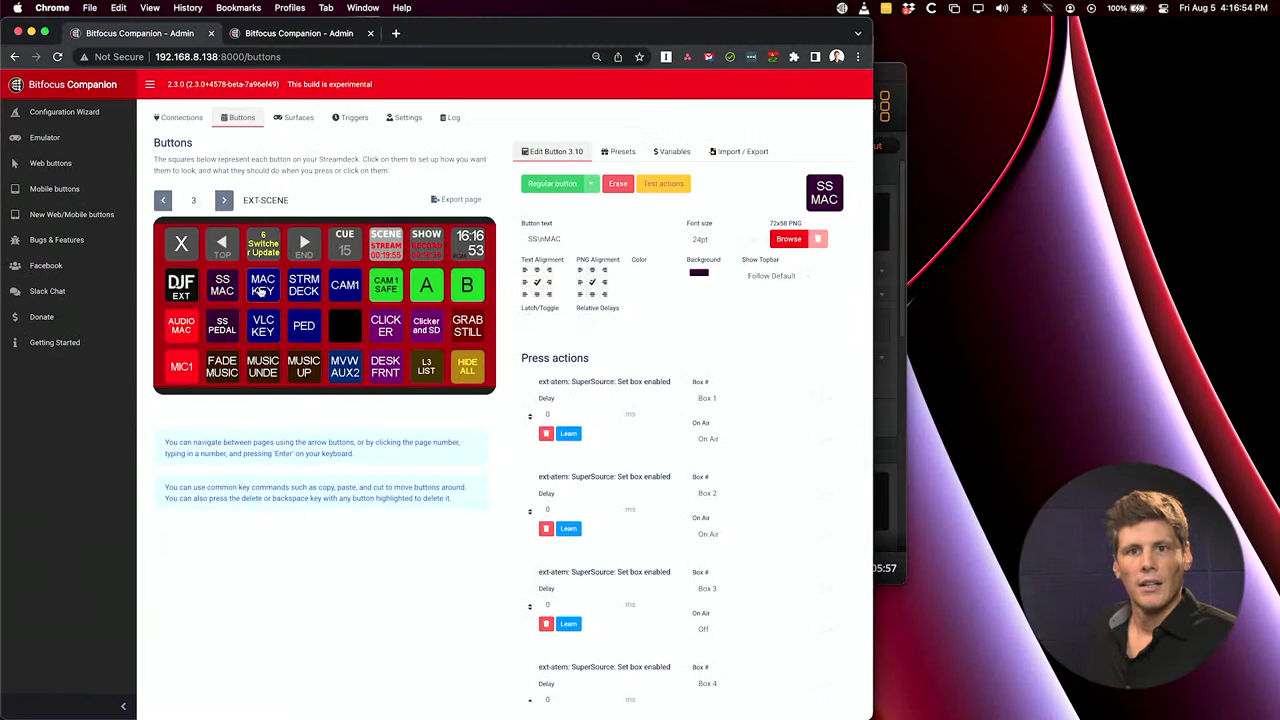 Chrome File Edit View History Bookmarks Profiles Tab Window Help
100%
Fri Aug 5 4:16:54 PM
Bitfocus Companion - Admin
Bitfocus Companion - Admin
Not Secure 192.168.8.138:8000/buttons
Bitfocus Companion
2.3.0 (2.3.0+4578-beta-7a96ef49) This build is experimental
Configuration Wizard
Emulator
Web buttons
Mobile buttons
New Web/Mobile buttons
Bugs & Features
Facebook
Slack Chat
Donate
Getting Started
Connections Buttons Surfaces Triggers Settings Log
Buttons
The squares below represent each button on your Streamdeck. Click on them to set up how you want
them to look, and what they should do when you press or click on them.
3 EXT-SCENE Export page
X
TOP
6
Switche
r Update
END
CUE
15
SCENE
STREAM
00:19:55
SHOW
RECORD
16:16
53
DJF
EXT
SS
MAC
MAC
STRM
DECK
CAM1
CAM 1
SAFE
A
B
AUDIO
MAC
SS
PEDAL
VLC
KEY
PED
CLICK
ER
Clicker
and SD
GRAB
STILL
MIC1
FADE
MUSIC
MUSIC
UNDE
MUSIC
UP
MVW
AUX2
DESK
FRNT
L3
LIST
HIDE
ALL
You can navigate between pages using the arrow buttons, or by clicking the page number,
typing in a number, and pressing 'Enter' on your keyboard.
You can use common key commands such as copy, paste, and cut to move buttons around.
You can also press the delete or backspace key with any button highlighted to delete it.
Edit Button 3.10 Presets Variables Import / Export
Regular button Erase Test actions
SS
MAC
Button text
SS\nMAC
Font size
24pt
72x58 PNG
Browse
Text Alignment PNG Alignment Color Background Show Topbar
Follow Default
Latch/Toggle Relative Delays
Press actions
ext-atem: SuperSource: Set box enabled
Delay
0 ms
Learn
Box #
Box 1
On Air
On Air
ext-atem: SuperSource: Set box enabled
Delay
0 ms
Learn
Box #
Box 2
On Air
On Air
ext-atem: SuperSource: Set box enabled
Delay
0 ms
Learn
Box #
Box 3
On Air
Off
ext-atem: SuperSource: Set box enabled
Delay
0 ms
Box #
Box 4
05:57